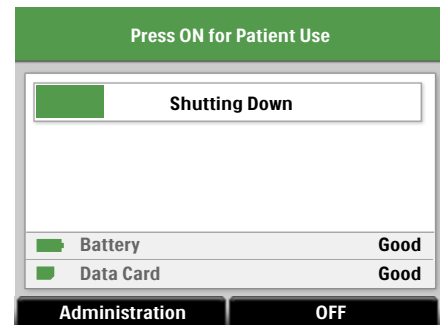 Press ON for Patient Use
Shutting Down
Battery Good
Data Card Good
Administration OFF